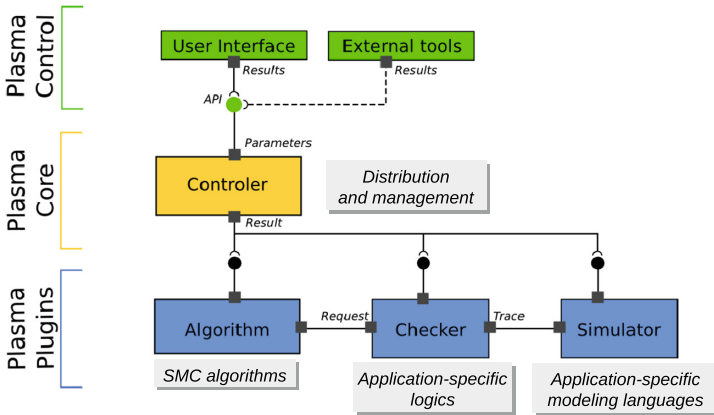 Plasma
Control
User Interface
External tools
Results
Results
API
Plasma
Core
Parameters
Controler
Distribution
and management
Result
Plasma
Plugins
Algorithm
Request
Checker
Trace
Simulator
SMC algorithms
Application-specific
logics
Application-specific
modeling languages